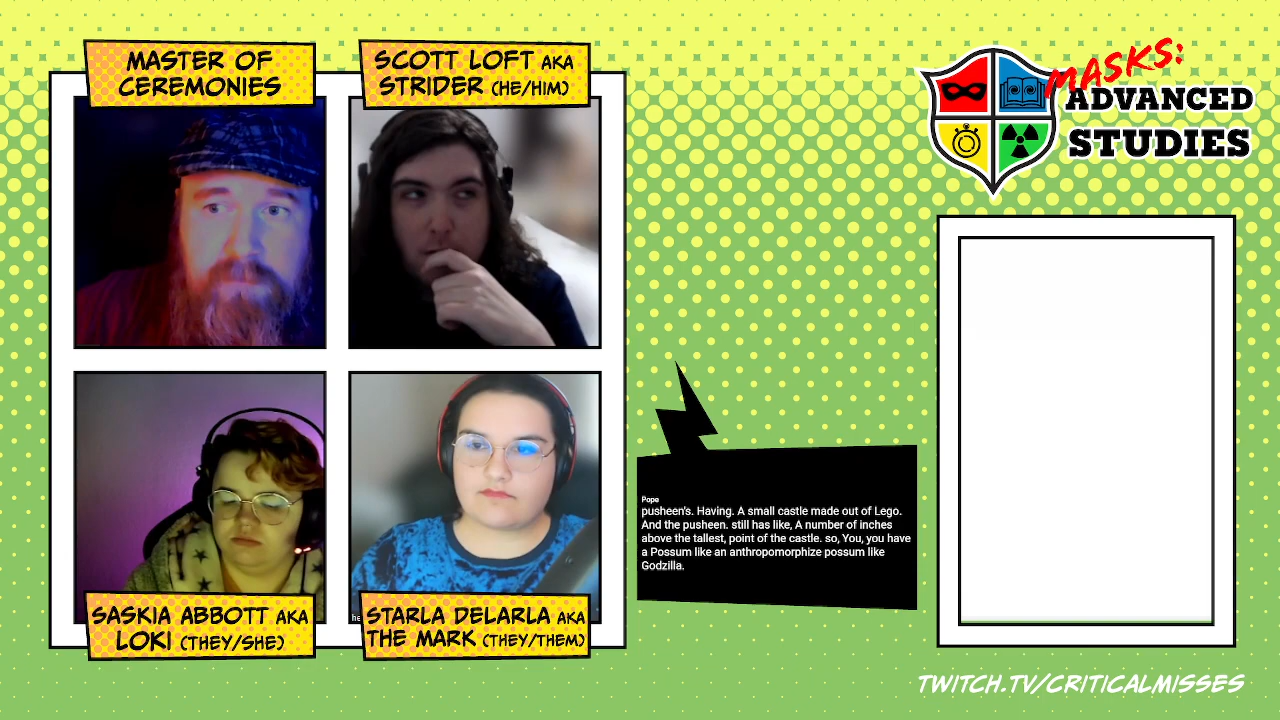 MASTER OF
CEREMONIES
SCOTT LOFT AKA
STRIDER (HE/HIM)
MASKS:
ADVANCED
STUDIES
Pope
pusheen's. Having. A small castle made out of Lego.
And the pusheen. still has like, A number of inches
above the tallest, point of the castle. so, You, you have
a Possum like an anthropomorphize possum like
Godzilla.
SASKIA ABBOTT AKA
LOKI (THEY/SHE)
he
STARLA DELARLA AKA
THE MARK (THEY/THEM)
TWITCH.TV/CRITICALMISSES